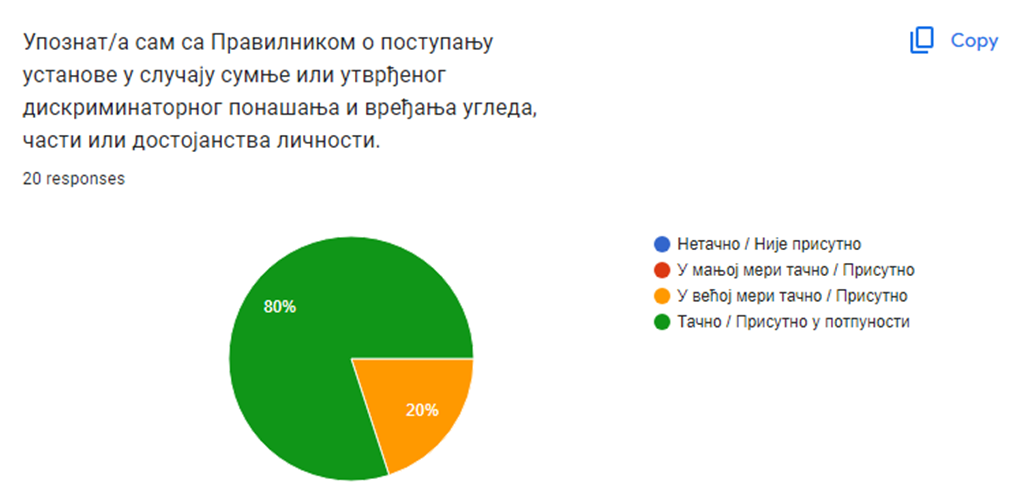 Упознат/а сам са Правилником о поступању
установе у случају сумње или утврђеног
дискриминаторног понашања и вређања угледа,
части или достојанства личности.
Copy
20 responses
80%
20%
Нетачно / Није присутно
У мањој мери тачно / Присутно
У већој мери тачно / Присутно
Тачно / Присутно у потпуности